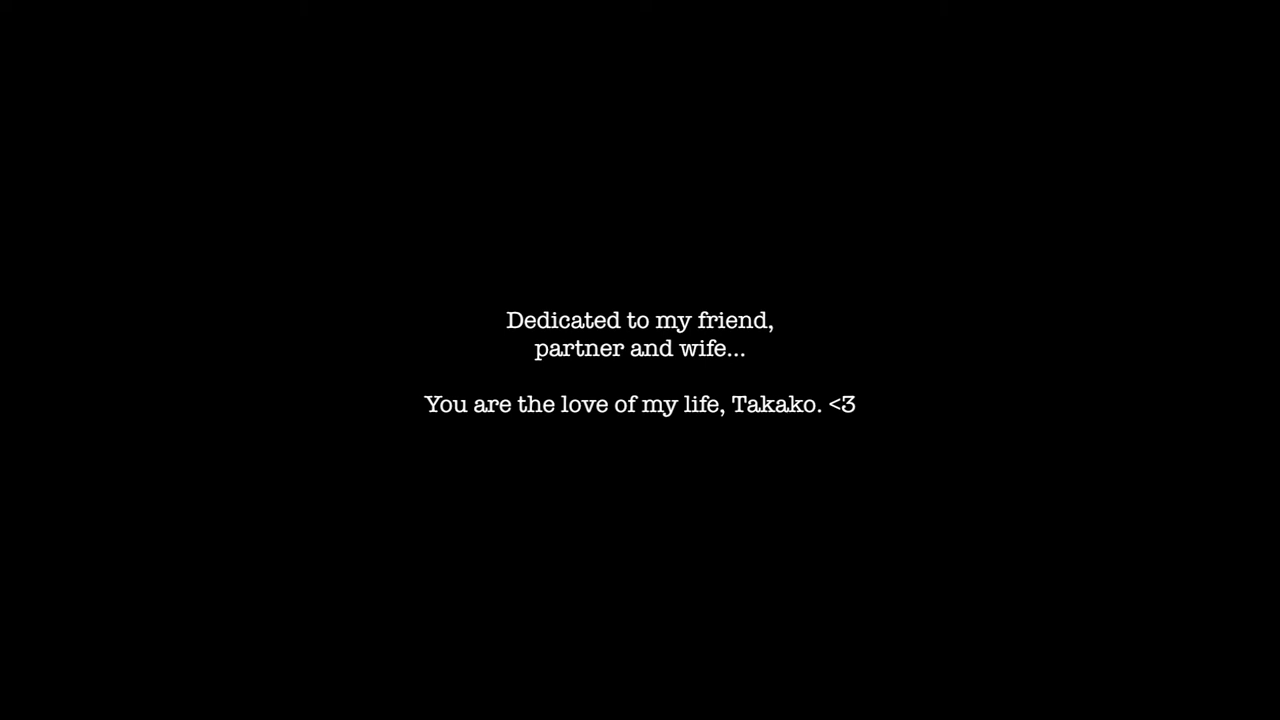 Dedicated to my friend,
partner and wife...
You are the love of my life, Takako. <3